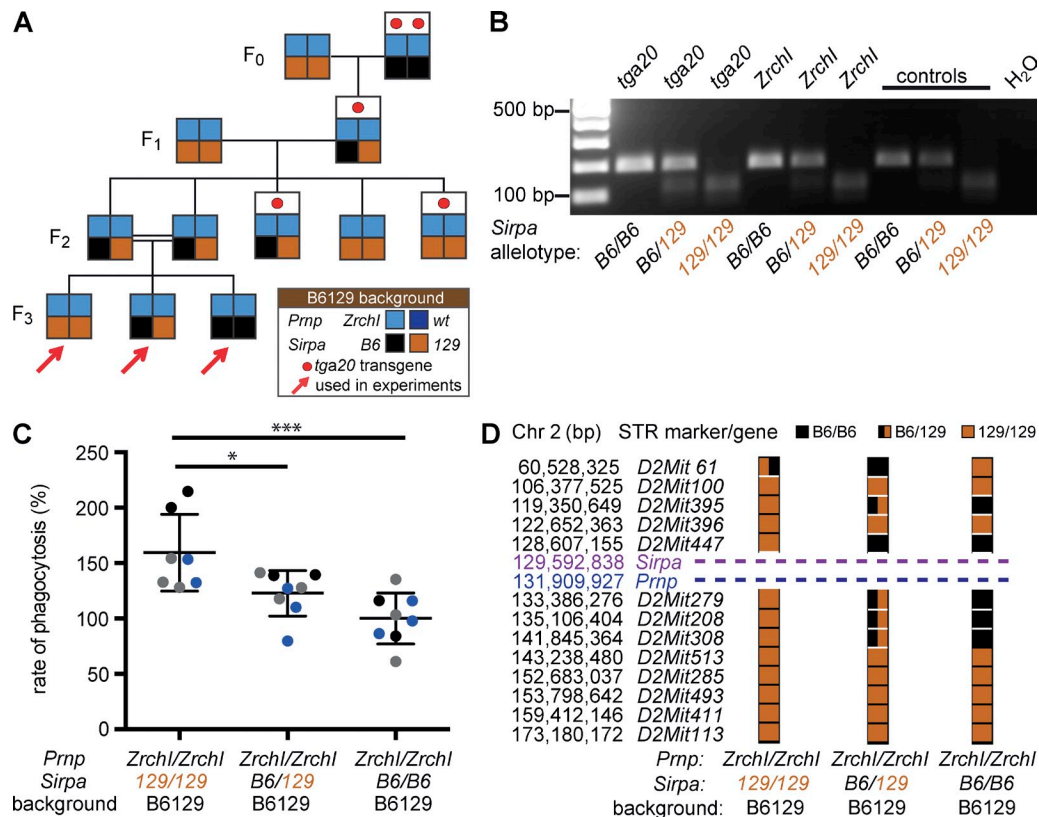 A
F0
F1
F2
F3
B6129 background
Prnp ZrchI wt
Sirpa B6 129
tga20 transgene
used in experiments
B
tga20 tga20 tga20 ZrchI ZrchI ZrchI controls H2O
500 bp
100 bp
Sirpa
allelotype: B6/B6 B6/129 129/129 B6/B6 B6/129 129/129 B6/B6 B6/129 129/129
C
***
*
rate of phagocytosis (%)
250
200
150
100
50
0
Prnp ZrchI/ZrchI ZrchI/ZrchI ZrchI/ZrchI
Sirpa 129/129 B6/129 B6/B6
background B6129 B6129 B6129
D
Chr 2 (bp) STR marker/gene B6/B6 B6/129 129/129
60,528,325 D2Mit 61
106,377,525 D2Mit100
119,350,649 D2Mit395
122,652,363 D2Mit396
128,607,155 D2Mit447
129,592,838 Sirpa
131,909,927 Prnp
133,386,276 D2Mit279
135,106,404 D2Mit208
141,845,364 D2Mit308
143,238,480 D2Mit513
152,683,037 D2Mit285
153,798,642 D2Mit493
159,412,146 D2Mit411
173,180,172 D2Mit113
Prnp: ZrchI/ZrchI ZrchI/ZrchI ZrchI/ZrchI
Sirpa: 129/129 B6/129 B6/B6
background: B6129 B6129 B6129